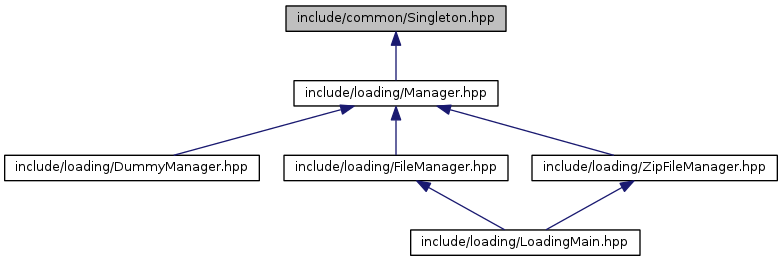 include/common/Singleton.hpp
include/loading/Manager.hpp
include/loading/DummyManager.hpp
include/loading/FileManager.hpp
include/loading/ZipFileManager.hpp
include/loading/LoadingMain.hpp